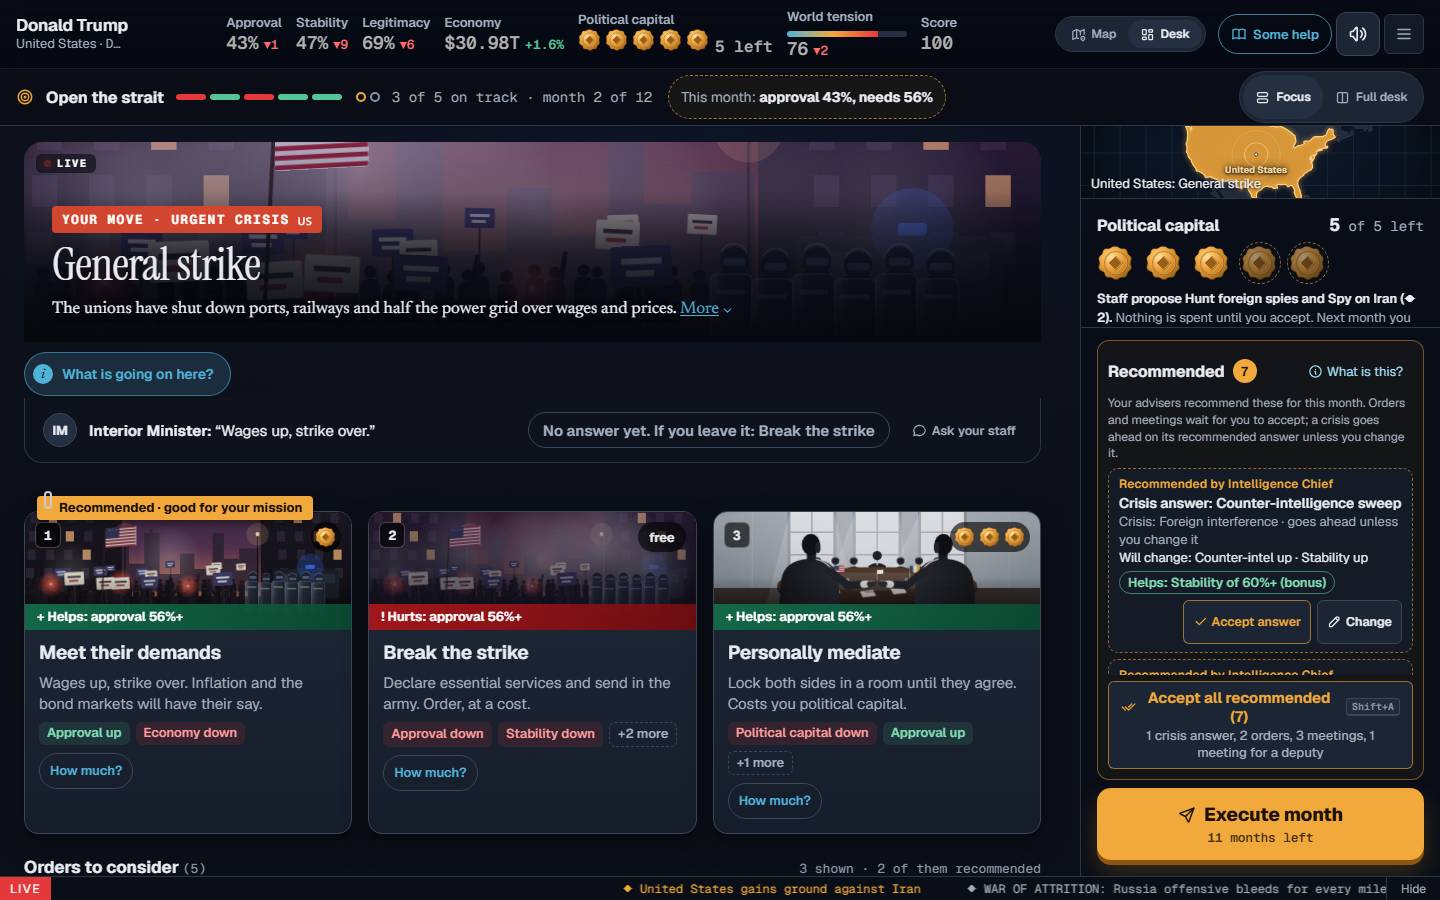 Donald Trump
United States · D...
Approval
43% ▾1
Stability
47% ▾9
Legitimacy
69% ▾6
Economy
$30.98T +1.6%
Political capital
5 left
World tension
76 ▾2
Score
100
Map
Desk
Some help
Open the strait
3 of 5 on track · month 2 of 12
This month: approval 43%, needs 56%
Focus
Full desk
LIVE
YOUR MOVE · URGENT CRISIS US
General strike
The unions have shut down ports, railways and half the power grid over wages and prices. More
What is going on here?
IM
Interior Minister: “Wages up, strike over.”
No answer yet. If you leave it: Break the strike
Ask your staff
Recommended · good for your mission
1
+ Helps: approval 56%+
Meet their demands
Wages up, strike over. Inflation and the
bond markets will have their say.
Approval up
Economy down
How much?
2
free
! Hurts: approval 56%+
Break the strike
Declare essential services and send in the
army. Order, at a cost.
Approval down
Stability down
+2 more
How much?
3
+ Helps: approval 56%+
Personally mediate
Lock both sides in a room until they agree.
Costs you political capital.
Political capital down
Approval up
+1 more
How much?
Orders to consider (5)
3 shown · 2 of them recommended
United States
United States: General strike
Political capital
5 of 5 left
Staff propose Hunt foreign spies and Spy on Iran (◆
2). Nothing is spent until you accept. Next month you
Recommended 7
What is this?
Your advisers recommend these for this month. Orders
and meetings wait for you to accept; a crisis goes
ahead on its recommended answer unless you change
it.
Recommended by Intelligence Chief
Crisis answer: Counter-intelligence sweep
Crisis: Foreign interference · goes ahead unless
you change it
Will change: Counter-intel up · Stability up
Helps: Stability of 60%+ (bonus)
Accept answer
Change
Recommended by Intelligence Chief
Accept all recommended
(7)
Shift+A
1 crisis answer, 2 orders, 3 meetings, 1
meeting for a deputy
Execute month
11 months left
LIVE
◆ United States gains ground against Iran
◆ WAR OF ATTRITION: Russia offensive bleeds for every mile
Hide